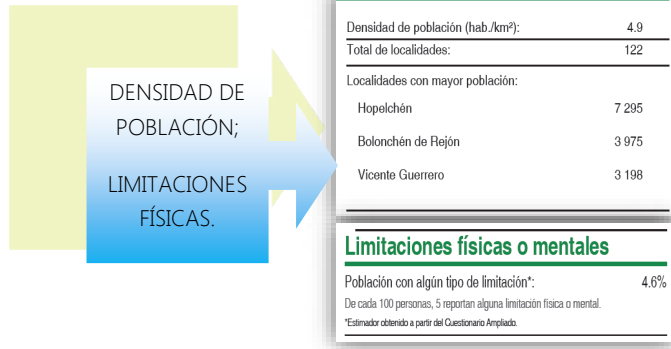 DENSIDAD DE
POBLACIÓN;
LIMITACIONES
FÍSICAS.
Densidad de población (hab./km²): 4.9
Total de localidades: 122
Localidades con mayor población:
Hopelchén 7 295
Bolonchén de Rejón 3 975
Vicente Guerrero 3 198
Limitaciones físicas o mentales
Población con algún tipo de limitación*: 4.6%
De cada 100 personas, 5 reportan alguna limitación física o mental.
*Estimador obtenido a partir del Cuestionario Ampliado.